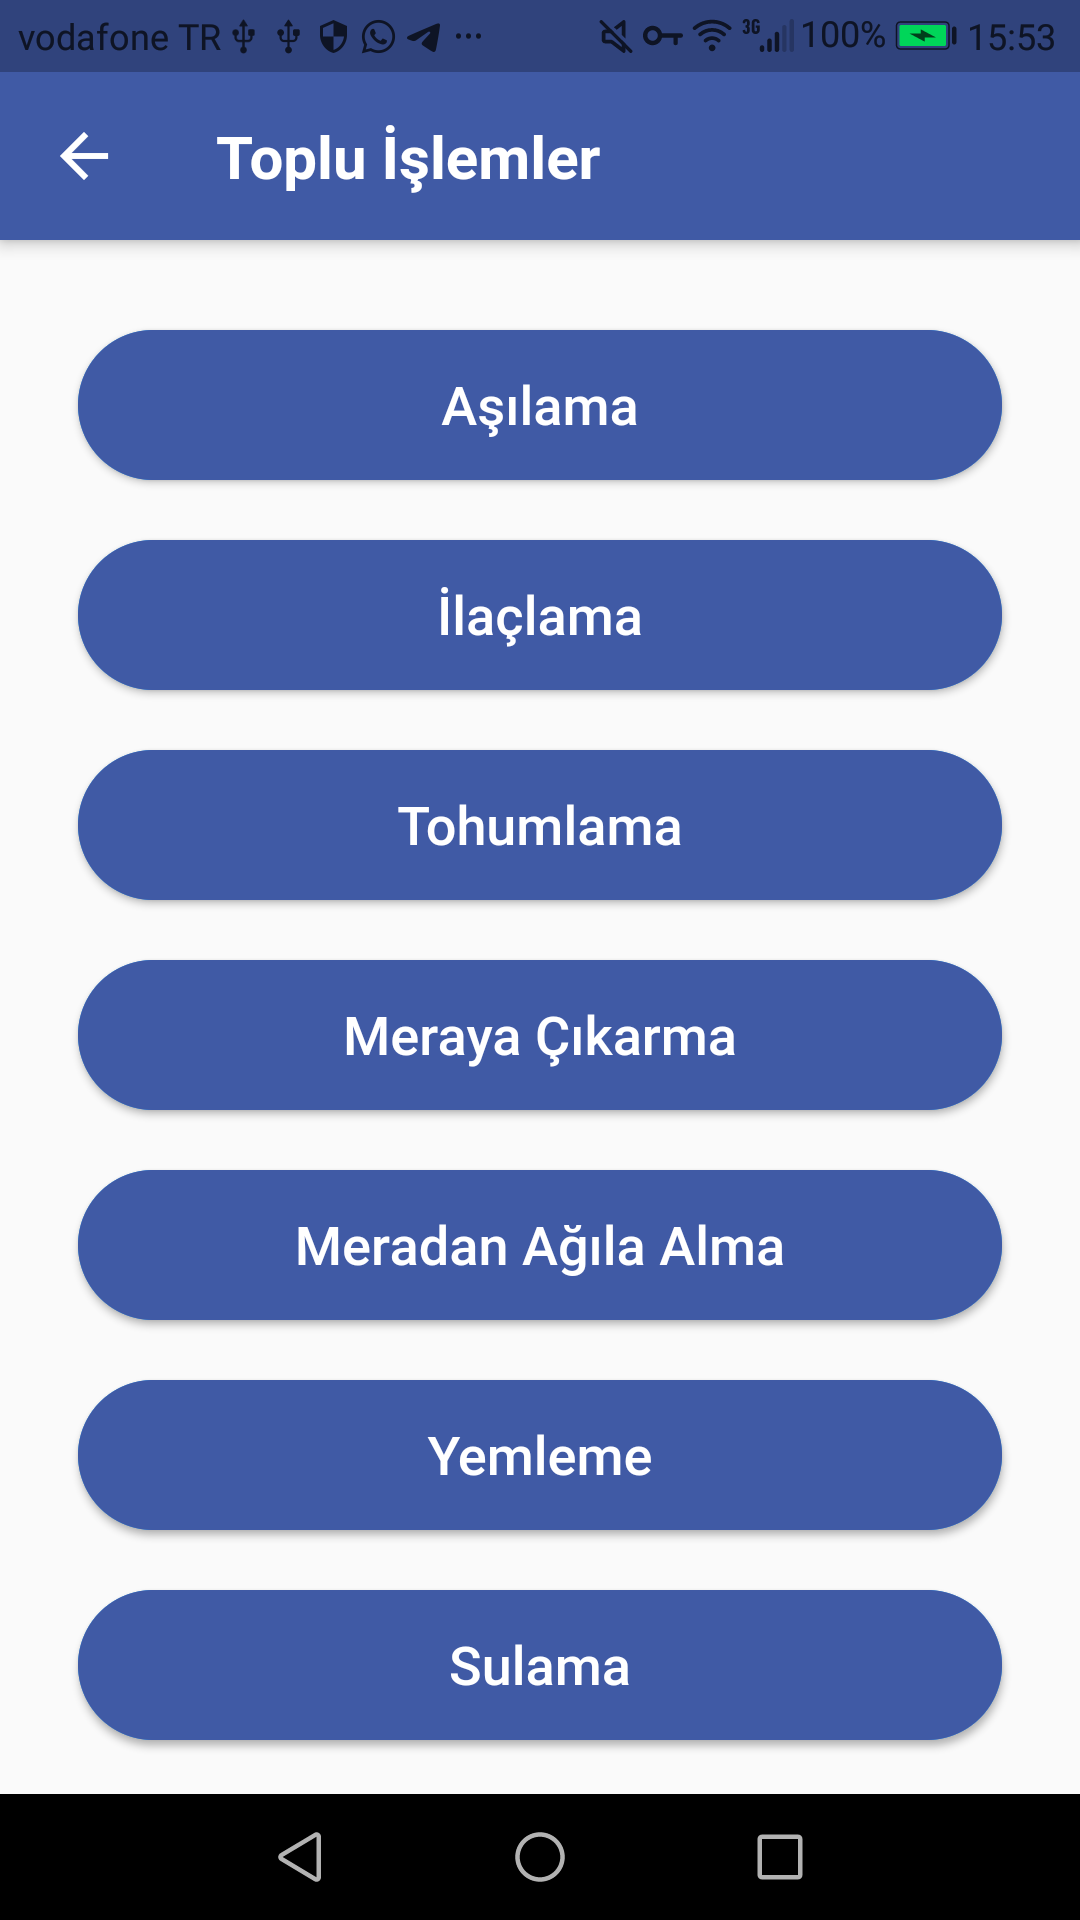 vodafone TR 3G 100% 15:53
Toplu İşlemler
Aşılama
İlaçlama
Tohumlama
Meraya Çıkarma
Meradan Ağıla Alma
Yemleme
Sulama